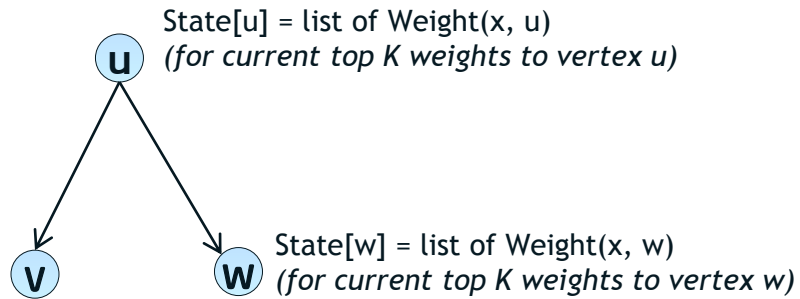 State[u] = list of Weight(x, u)
u (for current top K weights to vertex u)
State[w] = list of Weight(x, w)
v w (for current top K weights to vertex w)